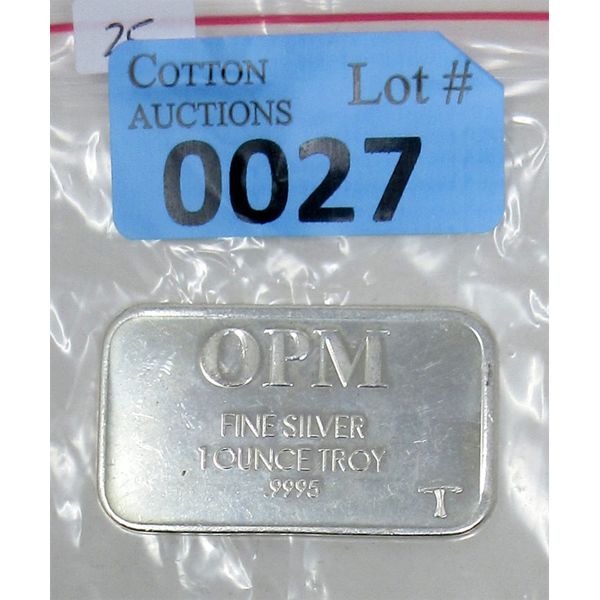 25
COTTON
AUCTIONS
Lot #
0027
OPM
FINE SILVER
1 OUNCE TROY
.9995
T